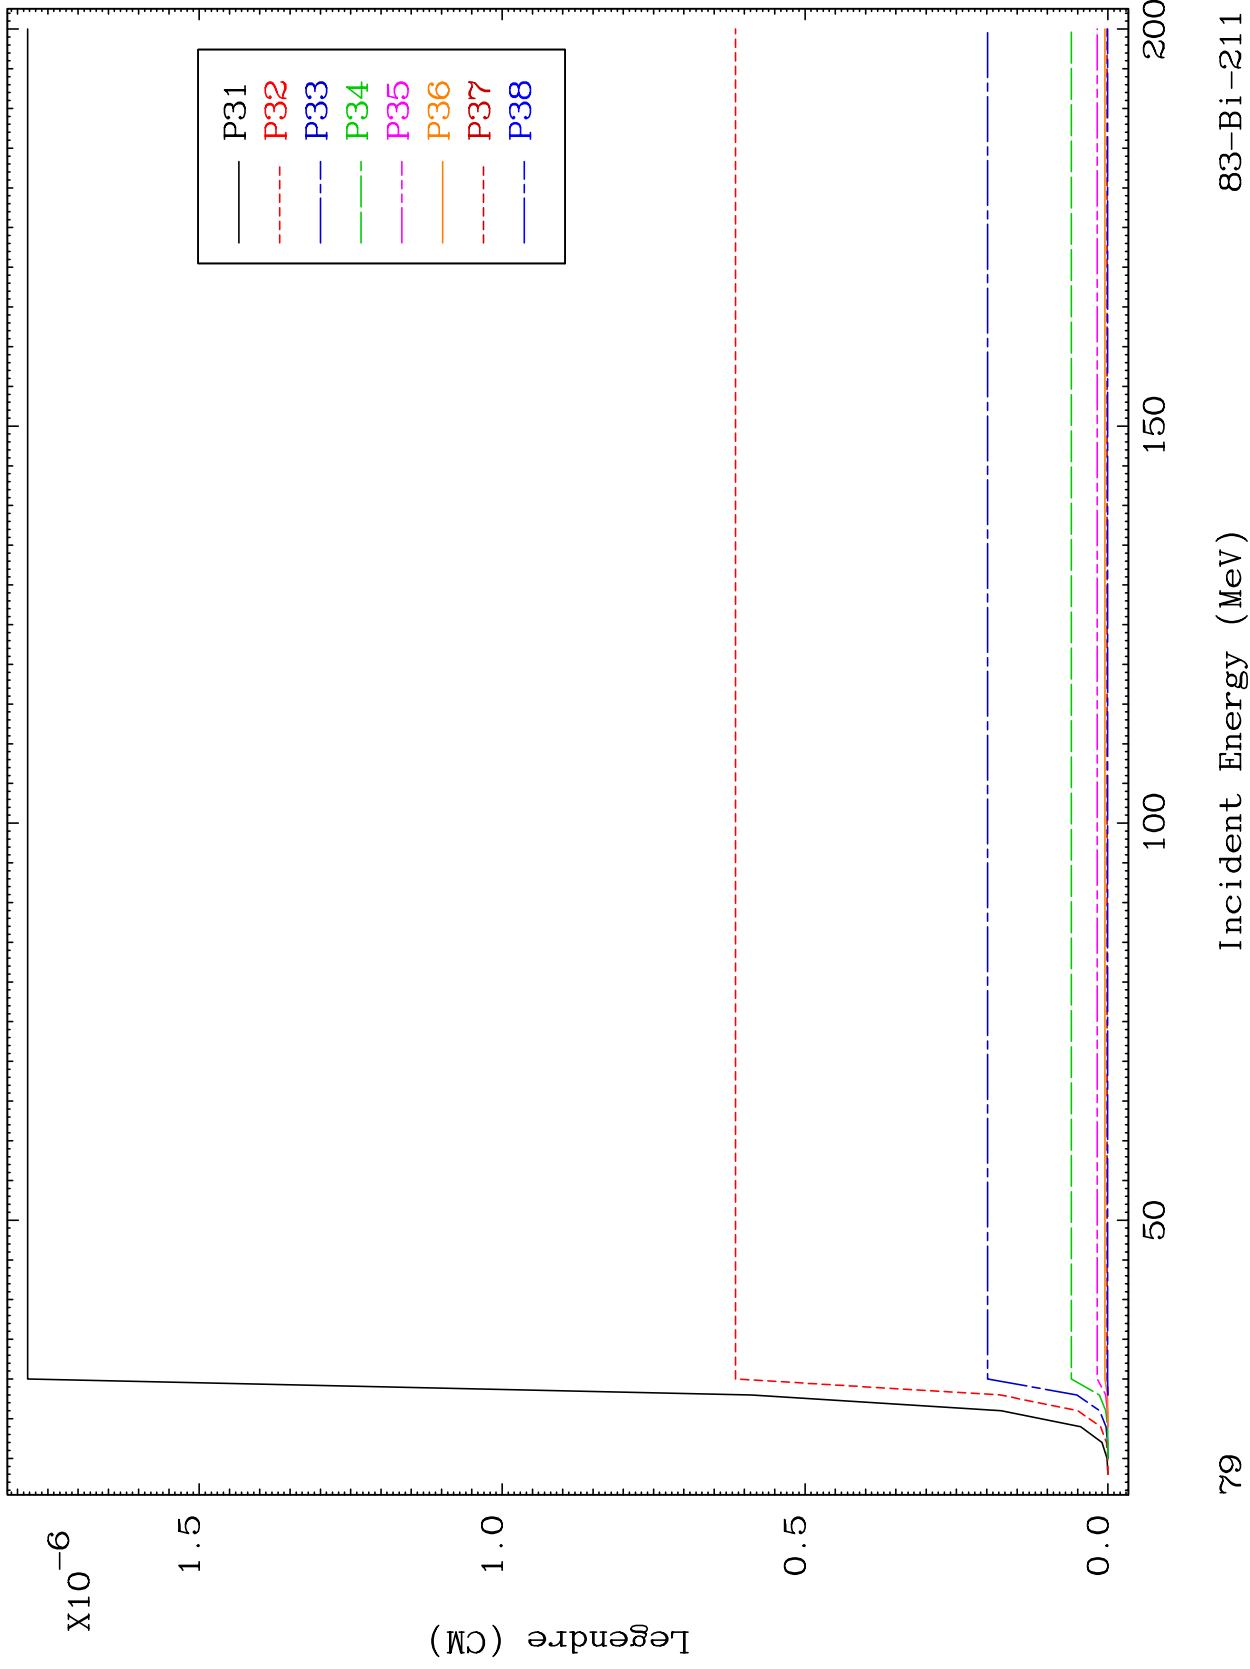 X10-6
1.5
1.0
0.5
0.0
Legendre (CM)
P31
P32
P33
P34
P35
P36
P37
P38
50
100
150
200
Incident Energy (MeV)
79
83-Bi-211